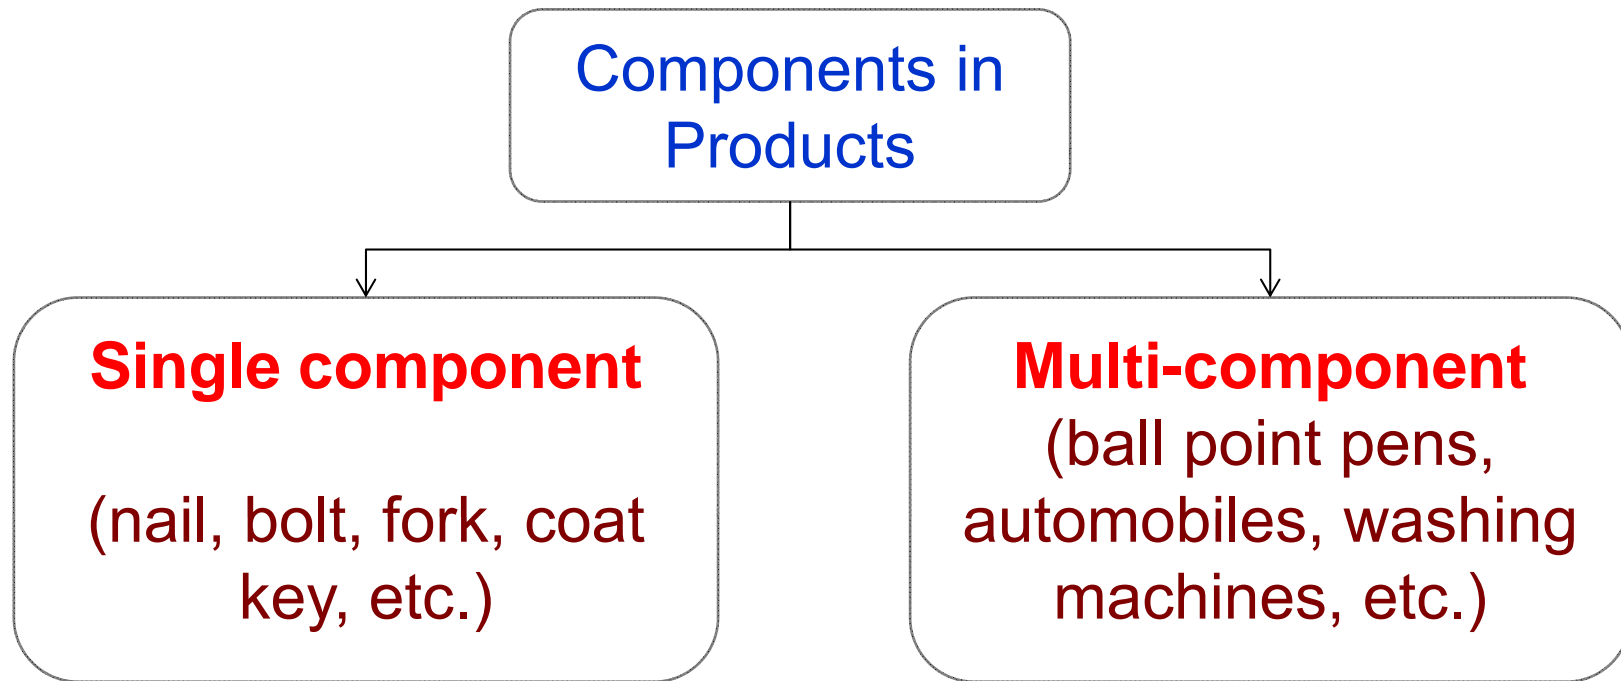 Components in
Products
Single component
(nail, bolt, fork, coat
key, etc.)
Multi-component
(ball point pens,
automobiles, washing
machines, etc.)